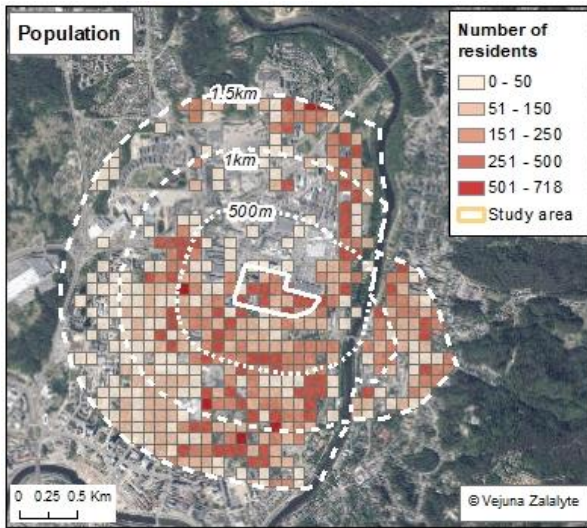 Population
Number of
residents
0 - 50
51 - 150
151 - 250
251 - 500
501 - 718
Study area
1.5km
1km
500m
0 0.25 0.5 Km
© Vejuna Zalalyte